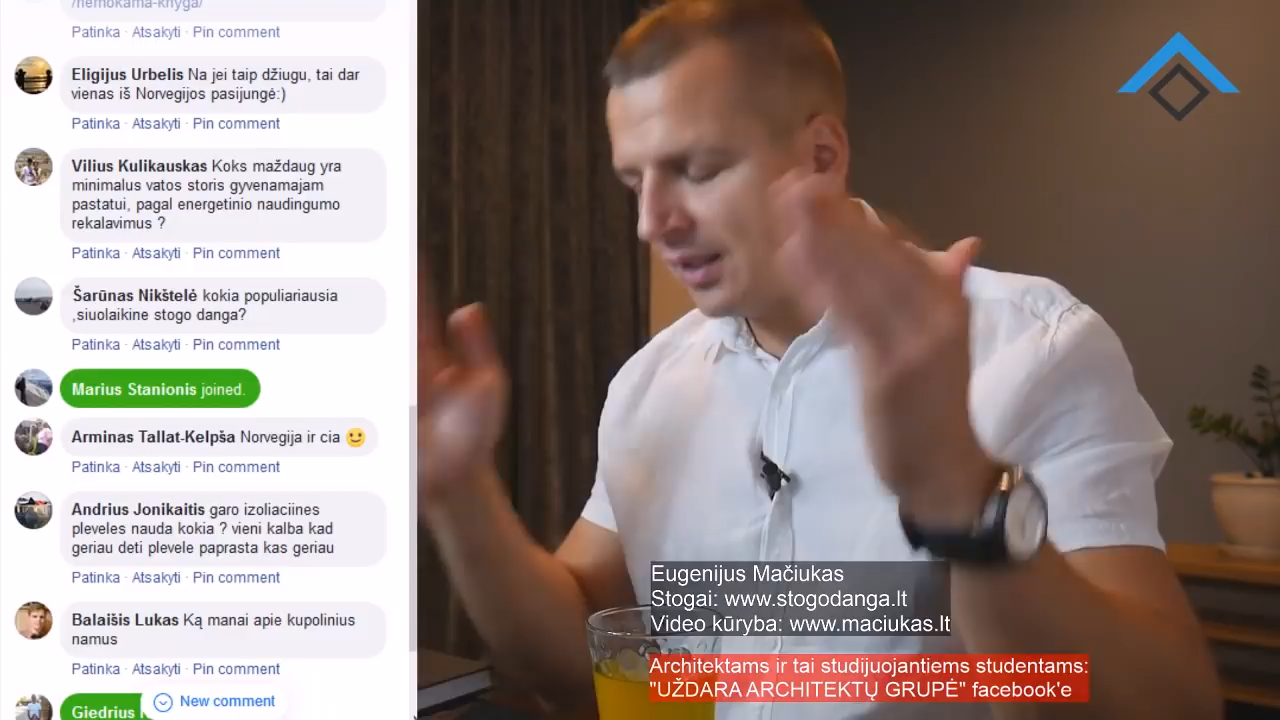 /nemokama-knyga/
Patinka · Atsakyti · Pin comment
Eligijus Urbelis Na jei taip džiugu, tai dar
vienas iš Norvegijos pasijungė:)
Patinka · Atsakyti · Pin comment
Vilius Kulikauskas Koks maždaug yra
minimalus vatos storis gyvenamajam
pastatui, pagal energetinio naudingumo
rekalavimus ?
Patinka · Atsakyti · Pin comment
Šarūnas Nikštelė kokia populiariausia
,siuolaikine stogo danga?
Patinka · Atsakyti · Pin comment
Marius Stanionis joined.
Arminas Tallat-Kelpša Norvegija ir cia 🙂
Patinka · Atsakyti · Pin comment
Andrius Jonikaitis garo izoliaciines
pleveles nauda kokia ? vieni kalba kad
geriau deti plevele paprasta kas geriau
Patinka · Atsakyti · Pin comment
Balaišis Lukas Ką manai apie kupolinius
namus
Patinka · Atsakyti · Pin comment
Giedrius
New comment
Eugenijus Mačiukas
Stogai: www.stogodanga.lt
Video kūryba: www.maciukas.lt
Architektams ir tai studijuojantiems studentams:
"UŽDARA ARCHITEKTŲ GRUPĖ" facebook'e